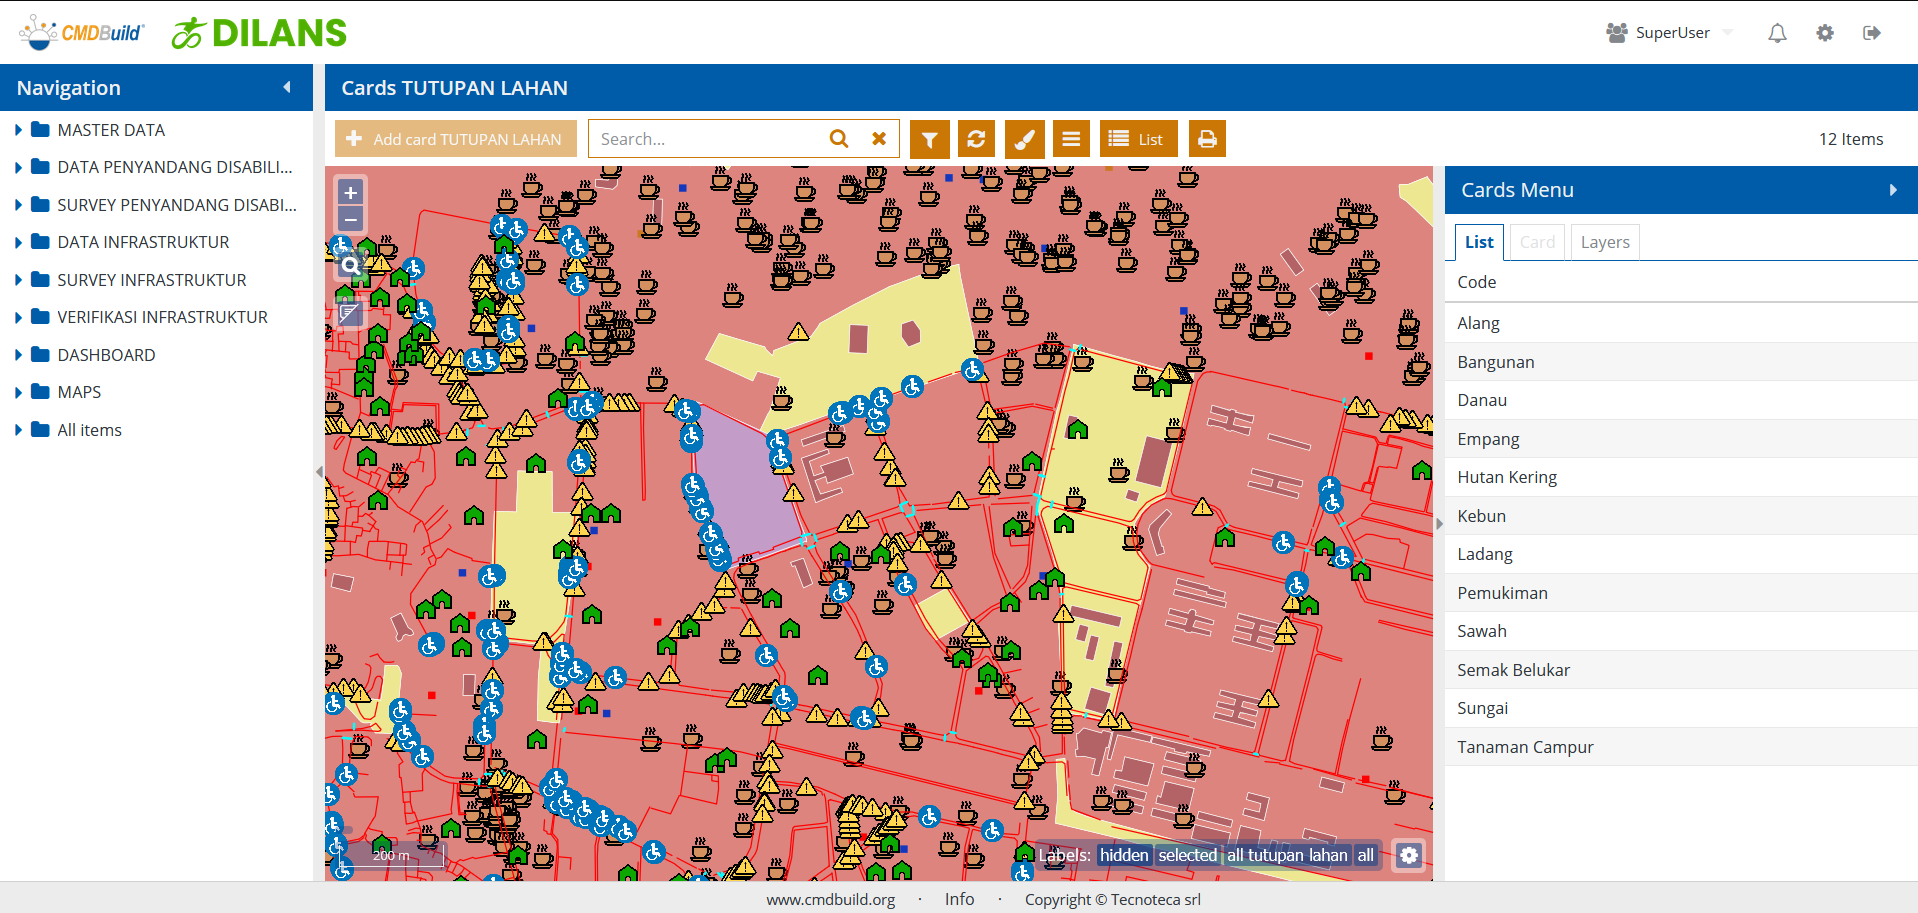 CMDBuild
DILANS
SuperUser
Navigation
Cards TUTUPAN LAHAN
MASTER DATA
DATA PENYANDANG DISABILI...
SURVEY PENYANDANG DISABI...
DATA INFRASTRUKTUR
SURVEY INFRASTRUKTUR
VERIFIKASI INFRASTRUKTUR
DASHBOARD
MAPS
All items
Add card TUTUPAN LAHAN
Search...
List
12 Items
200 m
Labels: hidden selected all tutupan lahan all
Cards Menu
List Card Layers
Code
Alang
Bangunan
Danau
Empang
Hutan Kering
Kebun
Ladang
Pemukiman
Sawah
Semak Belukar
Sungai
Tanaman Campur
www.cmdbuild.org · Info · Copyright © Tecnoteca srl